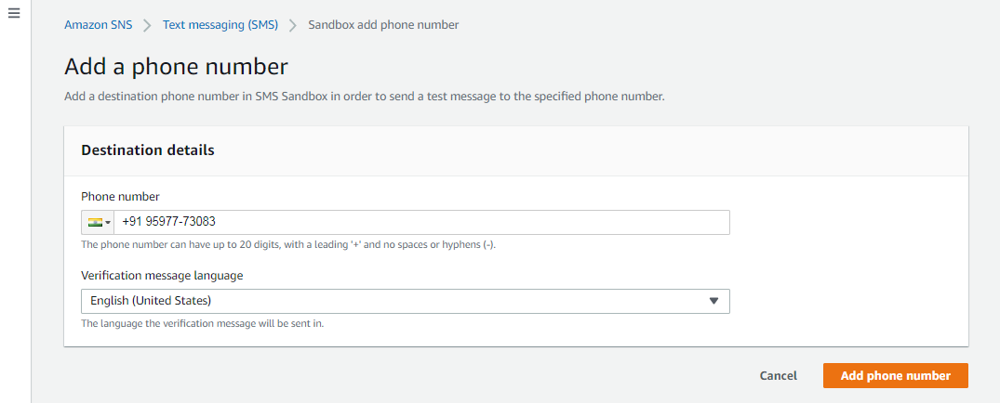 Amazon SNS > Text messaging (SMS) > Sandbox add phone number
Add a phone number
Add a destination phone number in SMS Sandbox in order to send a test message to the specified phone number.
Destination details
Phone number
+91 95977-73083
The phone number can have up to 20 digits, with a leading '+' and no spaces or hyphens (-).
Verification message language
English (United States)
The language the verification message will be sent in.
Cancel Add phone number